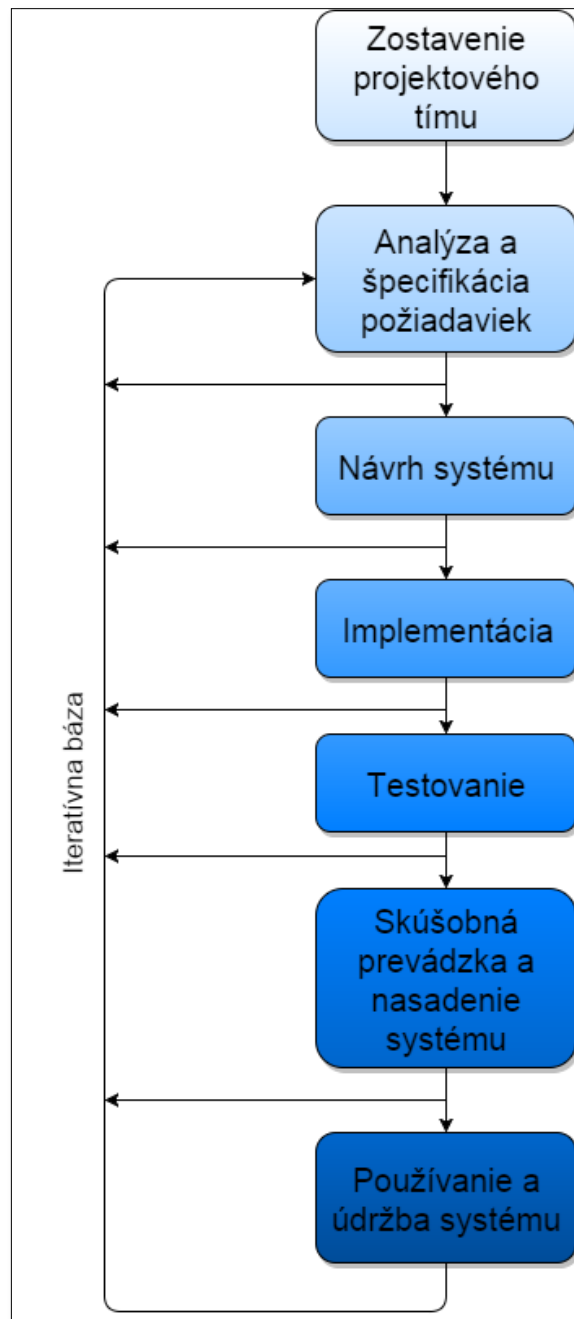 Zostavenie
projektového
tímu
Analýza a
špecifikácia
požiadaviek
Návrh systému
Implementácia
Iteratívna báza
Testovanie
Skúšobná
prevádzka a
nasadenie
systému
Používanie a
údržba systému